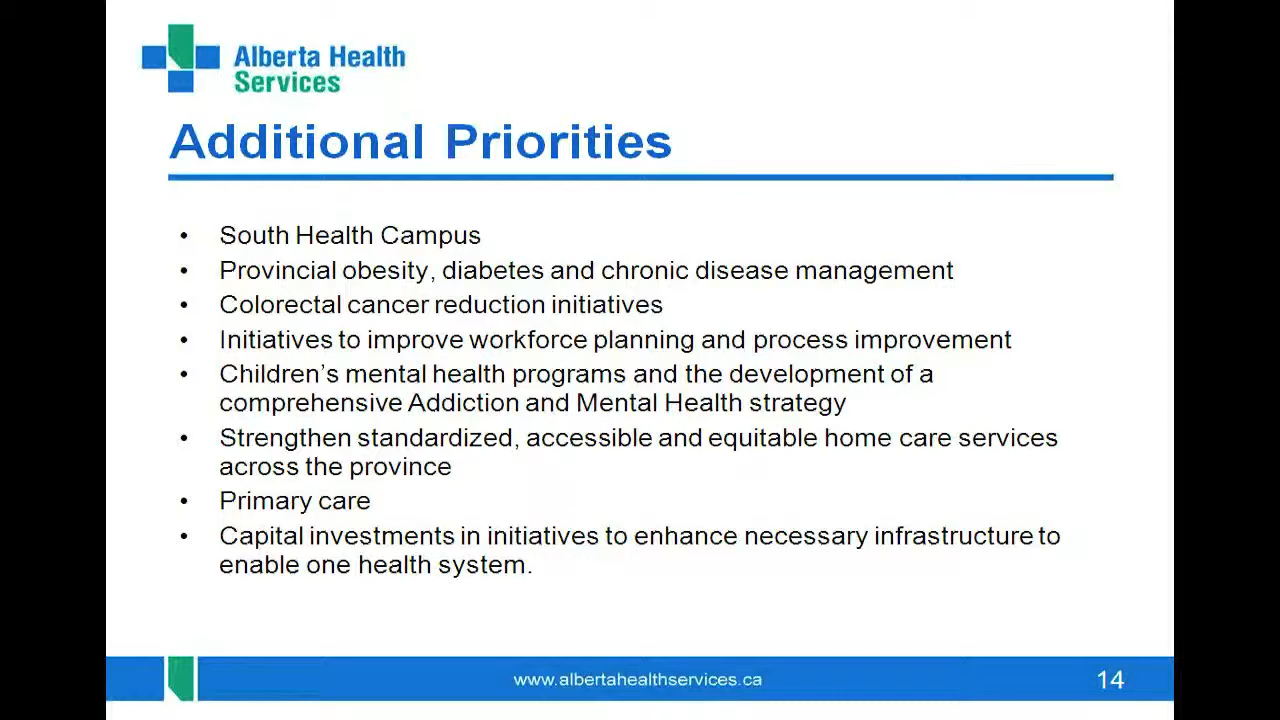 Alberta Health
Services
Additional Priorities
• South Health Campus
• Provincial obesity, diabetes and chronic disease management
• Colorectal cancer reduction initiatives
• Initiatives to improve workforce planning and process improvement
• Children’s mental health programs and the development of a
comprehensive Addiction and Mental Health strategy
• Strengthen standardized, accessible and equitable home care services
across the province
• Primary care
• Capital investments in initiatives to enhance necessary infrastructure to
enable one health system.
www.albertahealthservices.ca
14